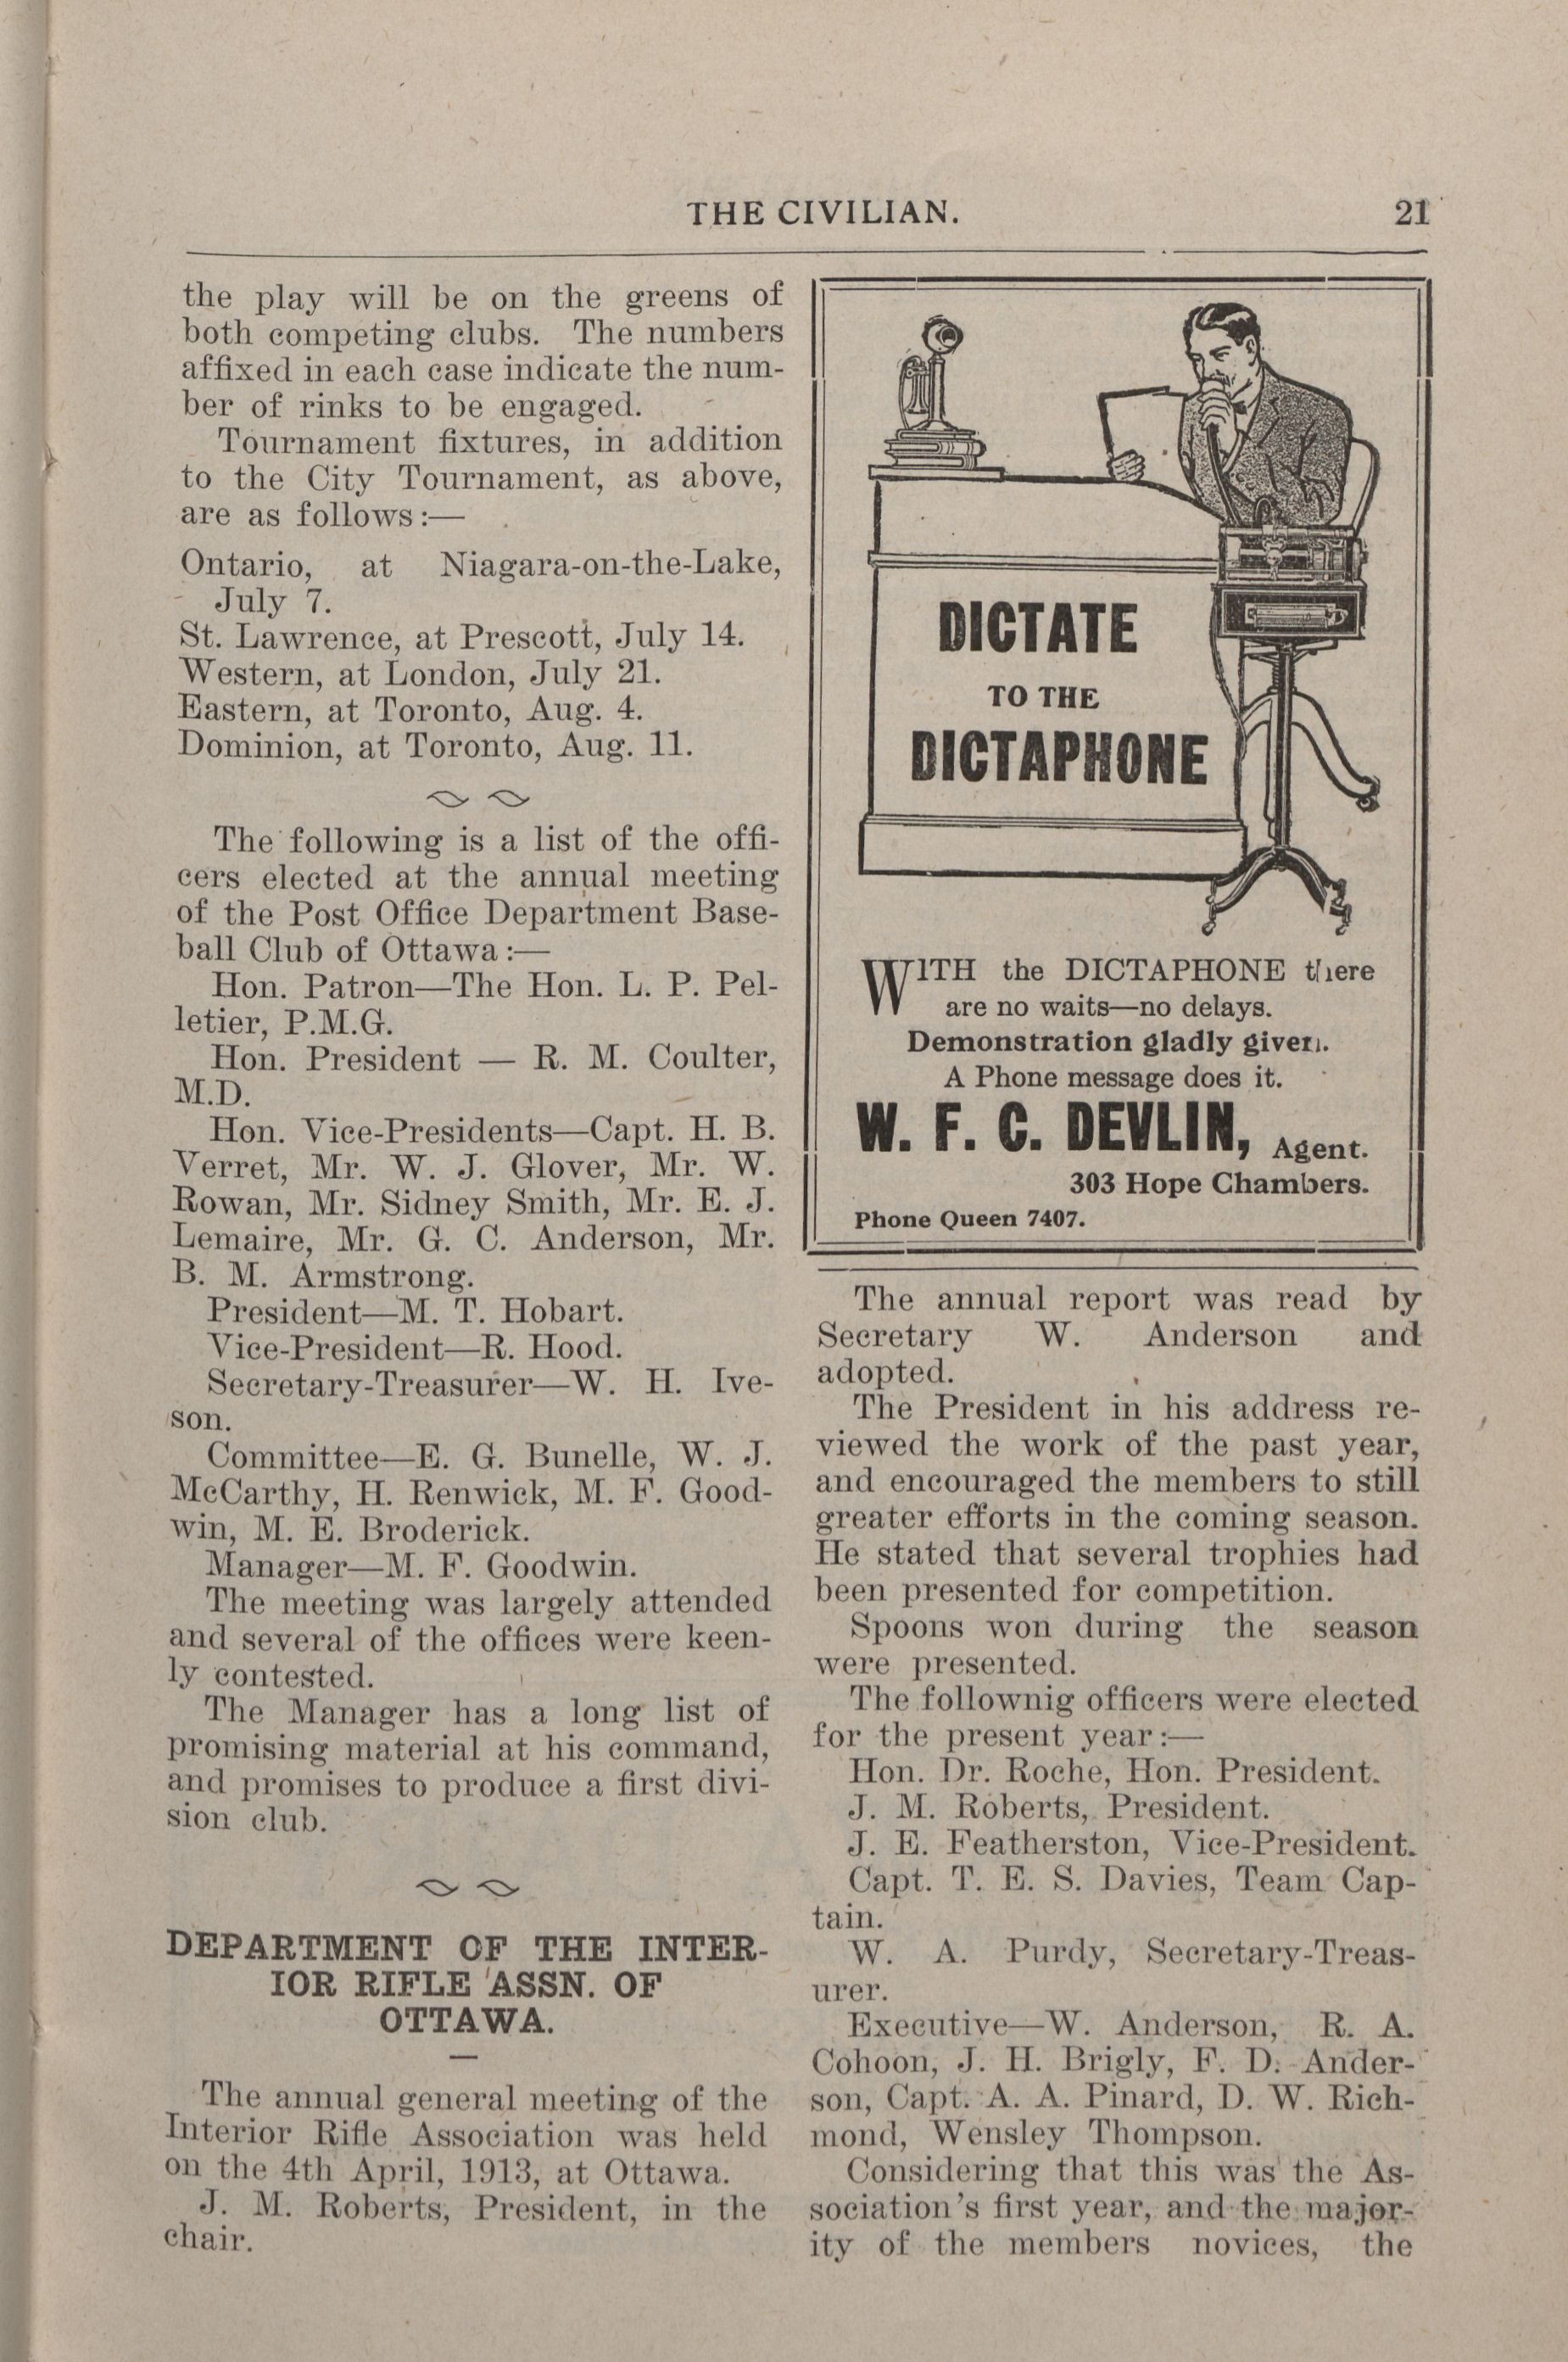 THE CIVILIAN.
21
the play will be on the greens of
both competing clubs. The numbers
affixed in each case indicate the num-
ber of rinks to be engaged.
Tournament fixtures, in addition
to the City Tournament, as above,
are as follows:—
Ontario, at Niagara-on-the-Lake,
July 7.
St. Lawrence, at Prescott, July 14.
Western, at London, July 21.
Eastern, at Toronto, Aug. 4.
Dominion, at Toronto, Aug. 11.
The following is a list of the offi-
cers elected at the annual meeting
of the Post Office Department Base-
ball Club of Ottawa:—
Hon. Patron—The Hon. L. P. Pel-
letier, P.M.G.
Hon. President — R. M. Coulter,
M.D.
Hon. Vice-Presidents—Capt. H. B.
Verret, Mr. W. J. Glover, Mr. W.
Rowan, Mr. Sidney Smith, Mr. E. J.
Lemaire, Mr. G. C. Anderson, Mr.
B. M. Armstrong.
President—M. T. Hobart.
Vice-President—R. Hood.
Secretary-Treasurer—W. H. Ive-
son.
Committee—E. G. Bunelle, W. J.
McCarthy, H. Renwick, M. F. Good-
win, M. E. Broderick.
Manager—M. F. Goodwin.
The meeting was largely attended
and several of the offices were keen-
ly contested.
The Manager has a long list of
promising material at his command,
and promises to produce a first divi-
sion club.
DEPARTMENT OF THE INTER-
IOR RIFLE ASSN. OF
OTTAWA.
The annual general meeting of the
Interior Rifle Association was held
on the 4th April, 1913, at Ottawa.
J. M. Roberts, President, in the
chair.
DICTATE
TO THE
DICTAPHONE
WITH the DICTAPHONE there
are no waits—no delays.
Demonstration gladly given.
A Phone message does it.
W. F. C. DEVLIN, Agent.
303 Hope Chambers.
Phone Queen 7407.
The annual report was read by
Secretary W. Anderson and
adopted.
The President in his address re-
viewed the work of the past year,
and encouraged the members to still
greater efforts in the coming season.
He stated that several trophies had
been presented for competition.
Spoons won during the season
were presented.
The follownig officers were elected
for the present year:—
Hon. Dr. Roche, Hon. President.
J. M. Roberts, President.
J. E. Featherston, Vice-President.
Capt. T. E. S. Davies, Team Cap-
tain.
W. A. Purdy, Secretary-Treas-
urer.
Executive—W. Anderson, R. A.
Cohoon, J. H. Brigly, F. D. Ander-
son, Capt. A. A. Pinard, D. W. Rich-
mond, Wensley Thompson.
Considering that this was the As-
sociation's first year, and the major-
ity of the members novices, the